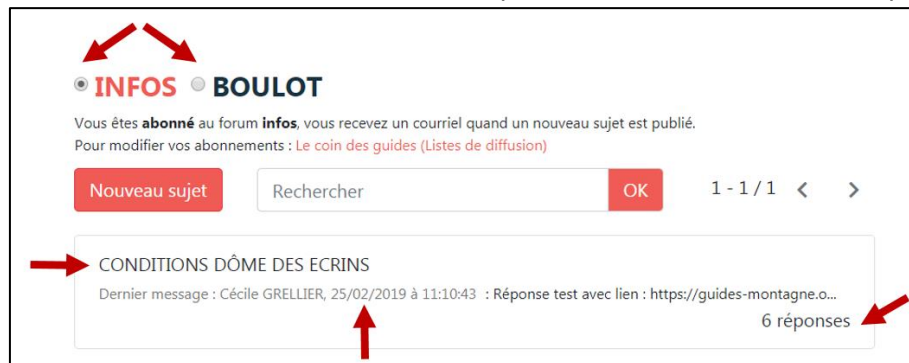 INFOS BOULOT
Vous êtes abonné au forum infos, vous recevez un courriel quand un nouveau sujet est publié.
Pour modifier vos abonnements : Le coin des guides (Listes de diffusion)
Nouveau sujet Rechercher OK 1 - 1 / 1 < >
CONDITIONS DÔME DES ECRINS
Dernier message : Cécile GRELLIER, 25/02/2019 à 11:10:43 : Réponse test avec lien : https://guides-montagne.o...
6 réponses